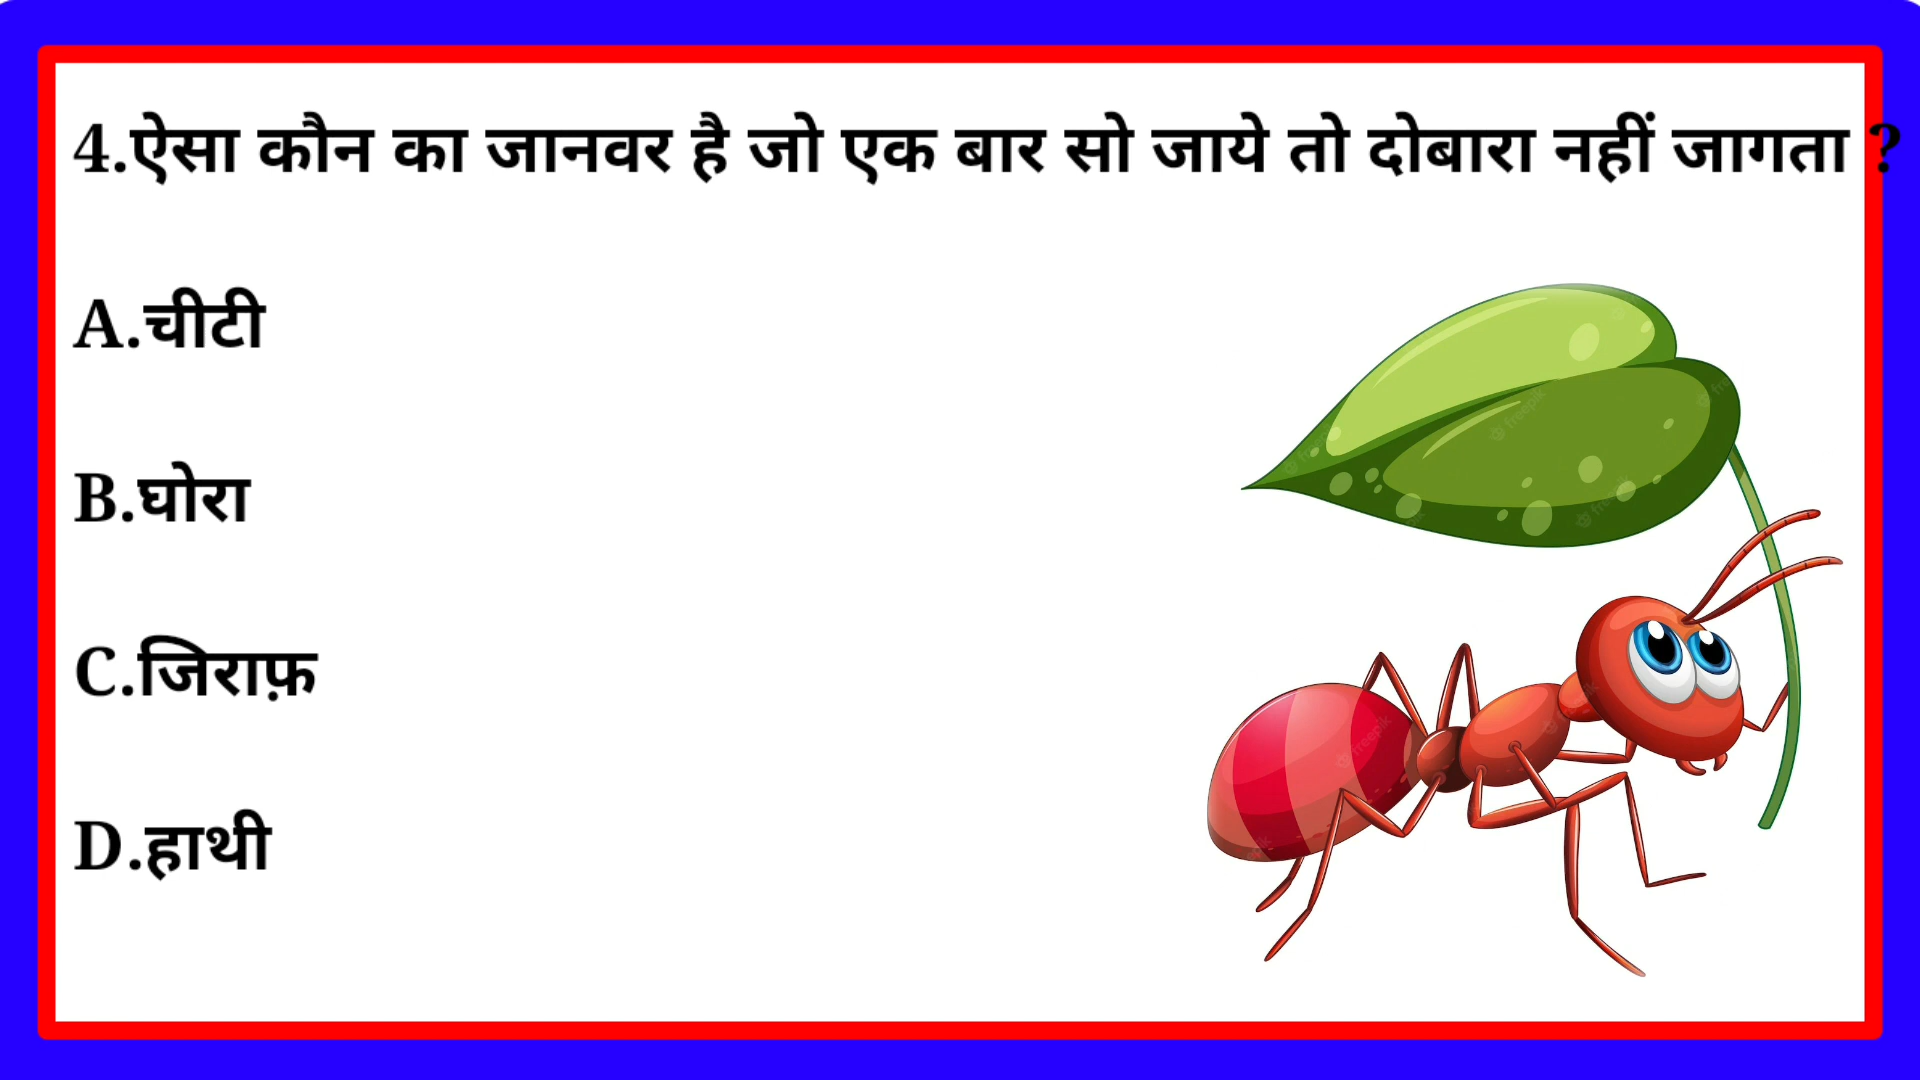 4.ऐसा कौन का जानवर है जो एक बार सो जाये तो दोबारा नहीं जागता ?
A.चीटी
B.घोरा
C.जिराफ़
D.हाथी